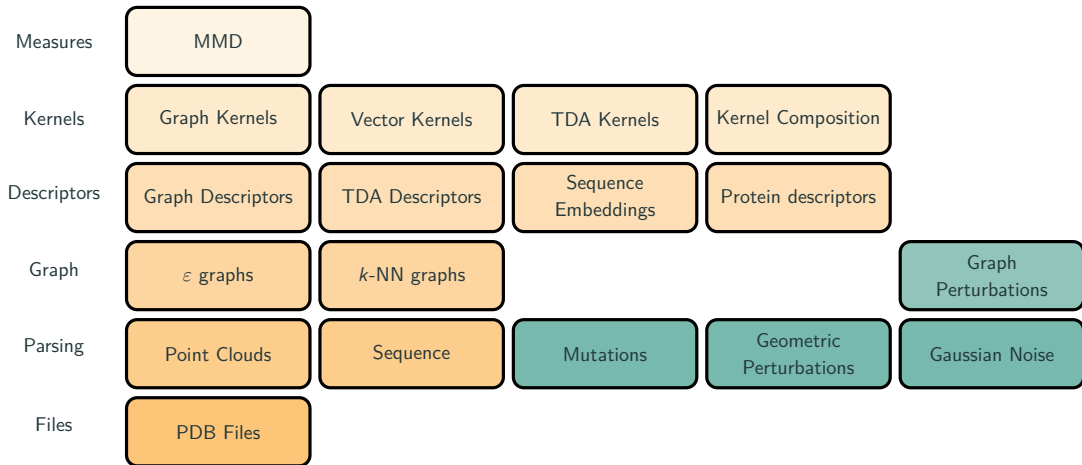 Measures
MMD
Kernels
Graph Kernels
Vector Kernels
TDA Kernels
Kernel Composition
Descriptors
Graph Descriptors
TDA Descriptors
Sequence
Embeddings
Protein descriptors
Graph
ε graphs
k-NN graphs
Graph
Perturbations
Parsing
Point Clouds
Sequence
Mutations
Geometric
Perturbations
Gaussian Noise
Files
PDB Files